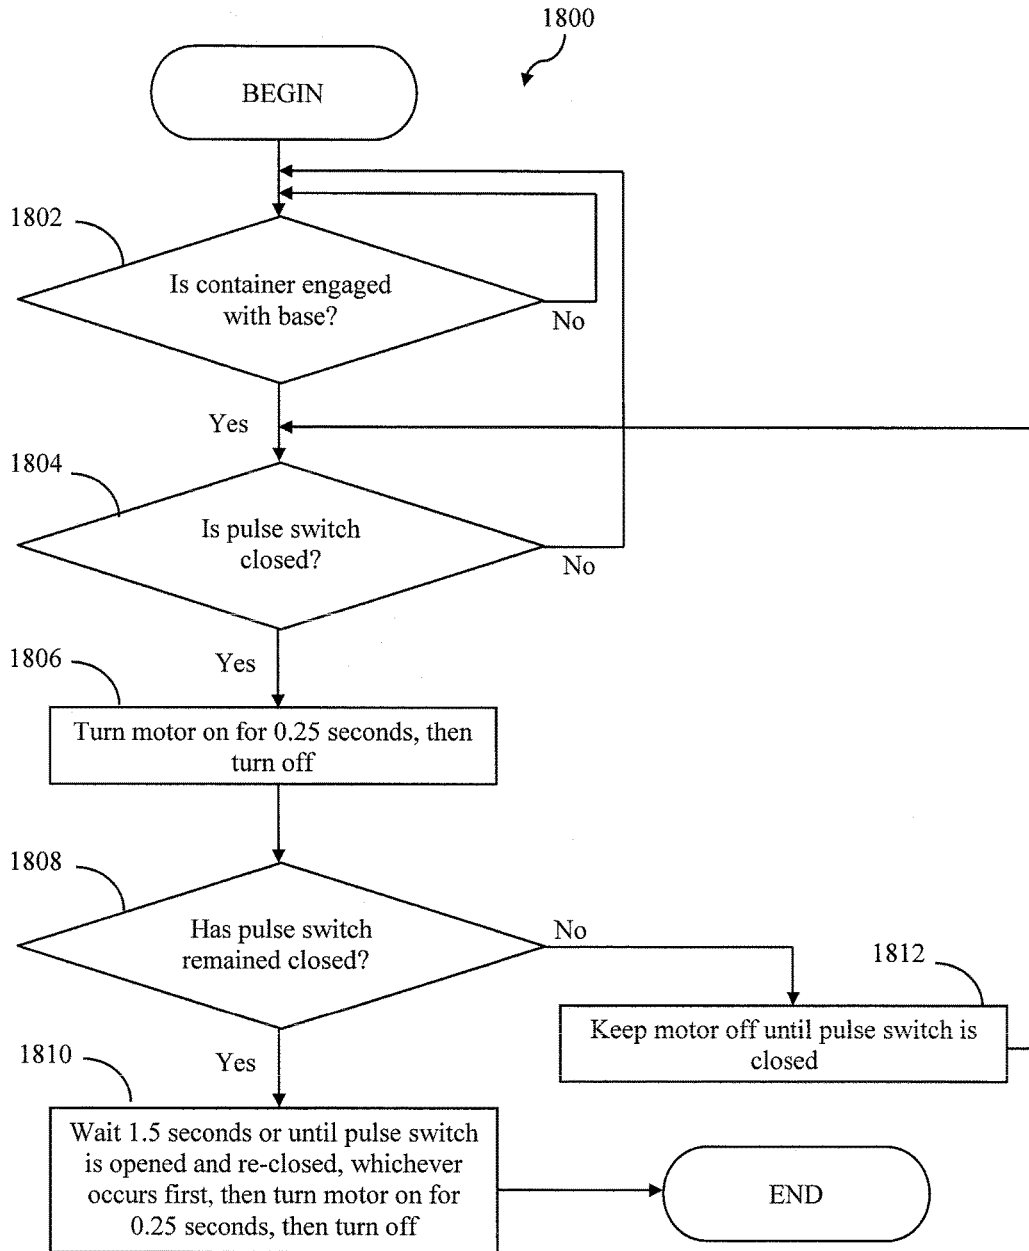 1800
BEGIN
1802
Is container engaged
with base?
No
Yes
1804
Is pulse switch
closed?
No
Yes
1806
Turn motor on for 0.25 seconds, then
turn off
1808
Has pulse switch
remained closed?
No
1812
Keep motor off until pulse switch is
closed
Yes
1810
Wait 1.5 seconds or until pulse switch
is opened and re-closed, whichever
occurs first, then turn motor on for
0.25 seconds, then turn off
END